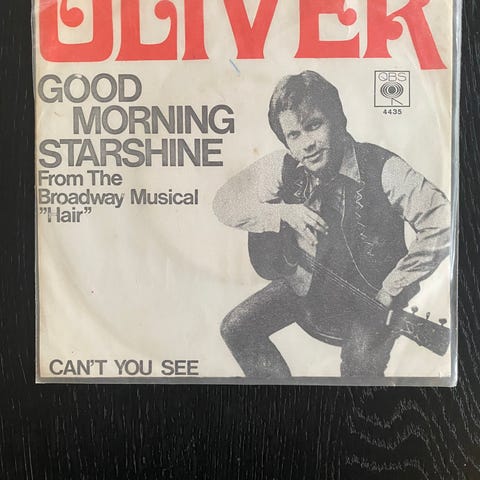 OLIVER
GOOD
MORNING
STARSHINE
From The
Broadway Musical
"Hair"
CBS
4435
CAN'T YOU SEE